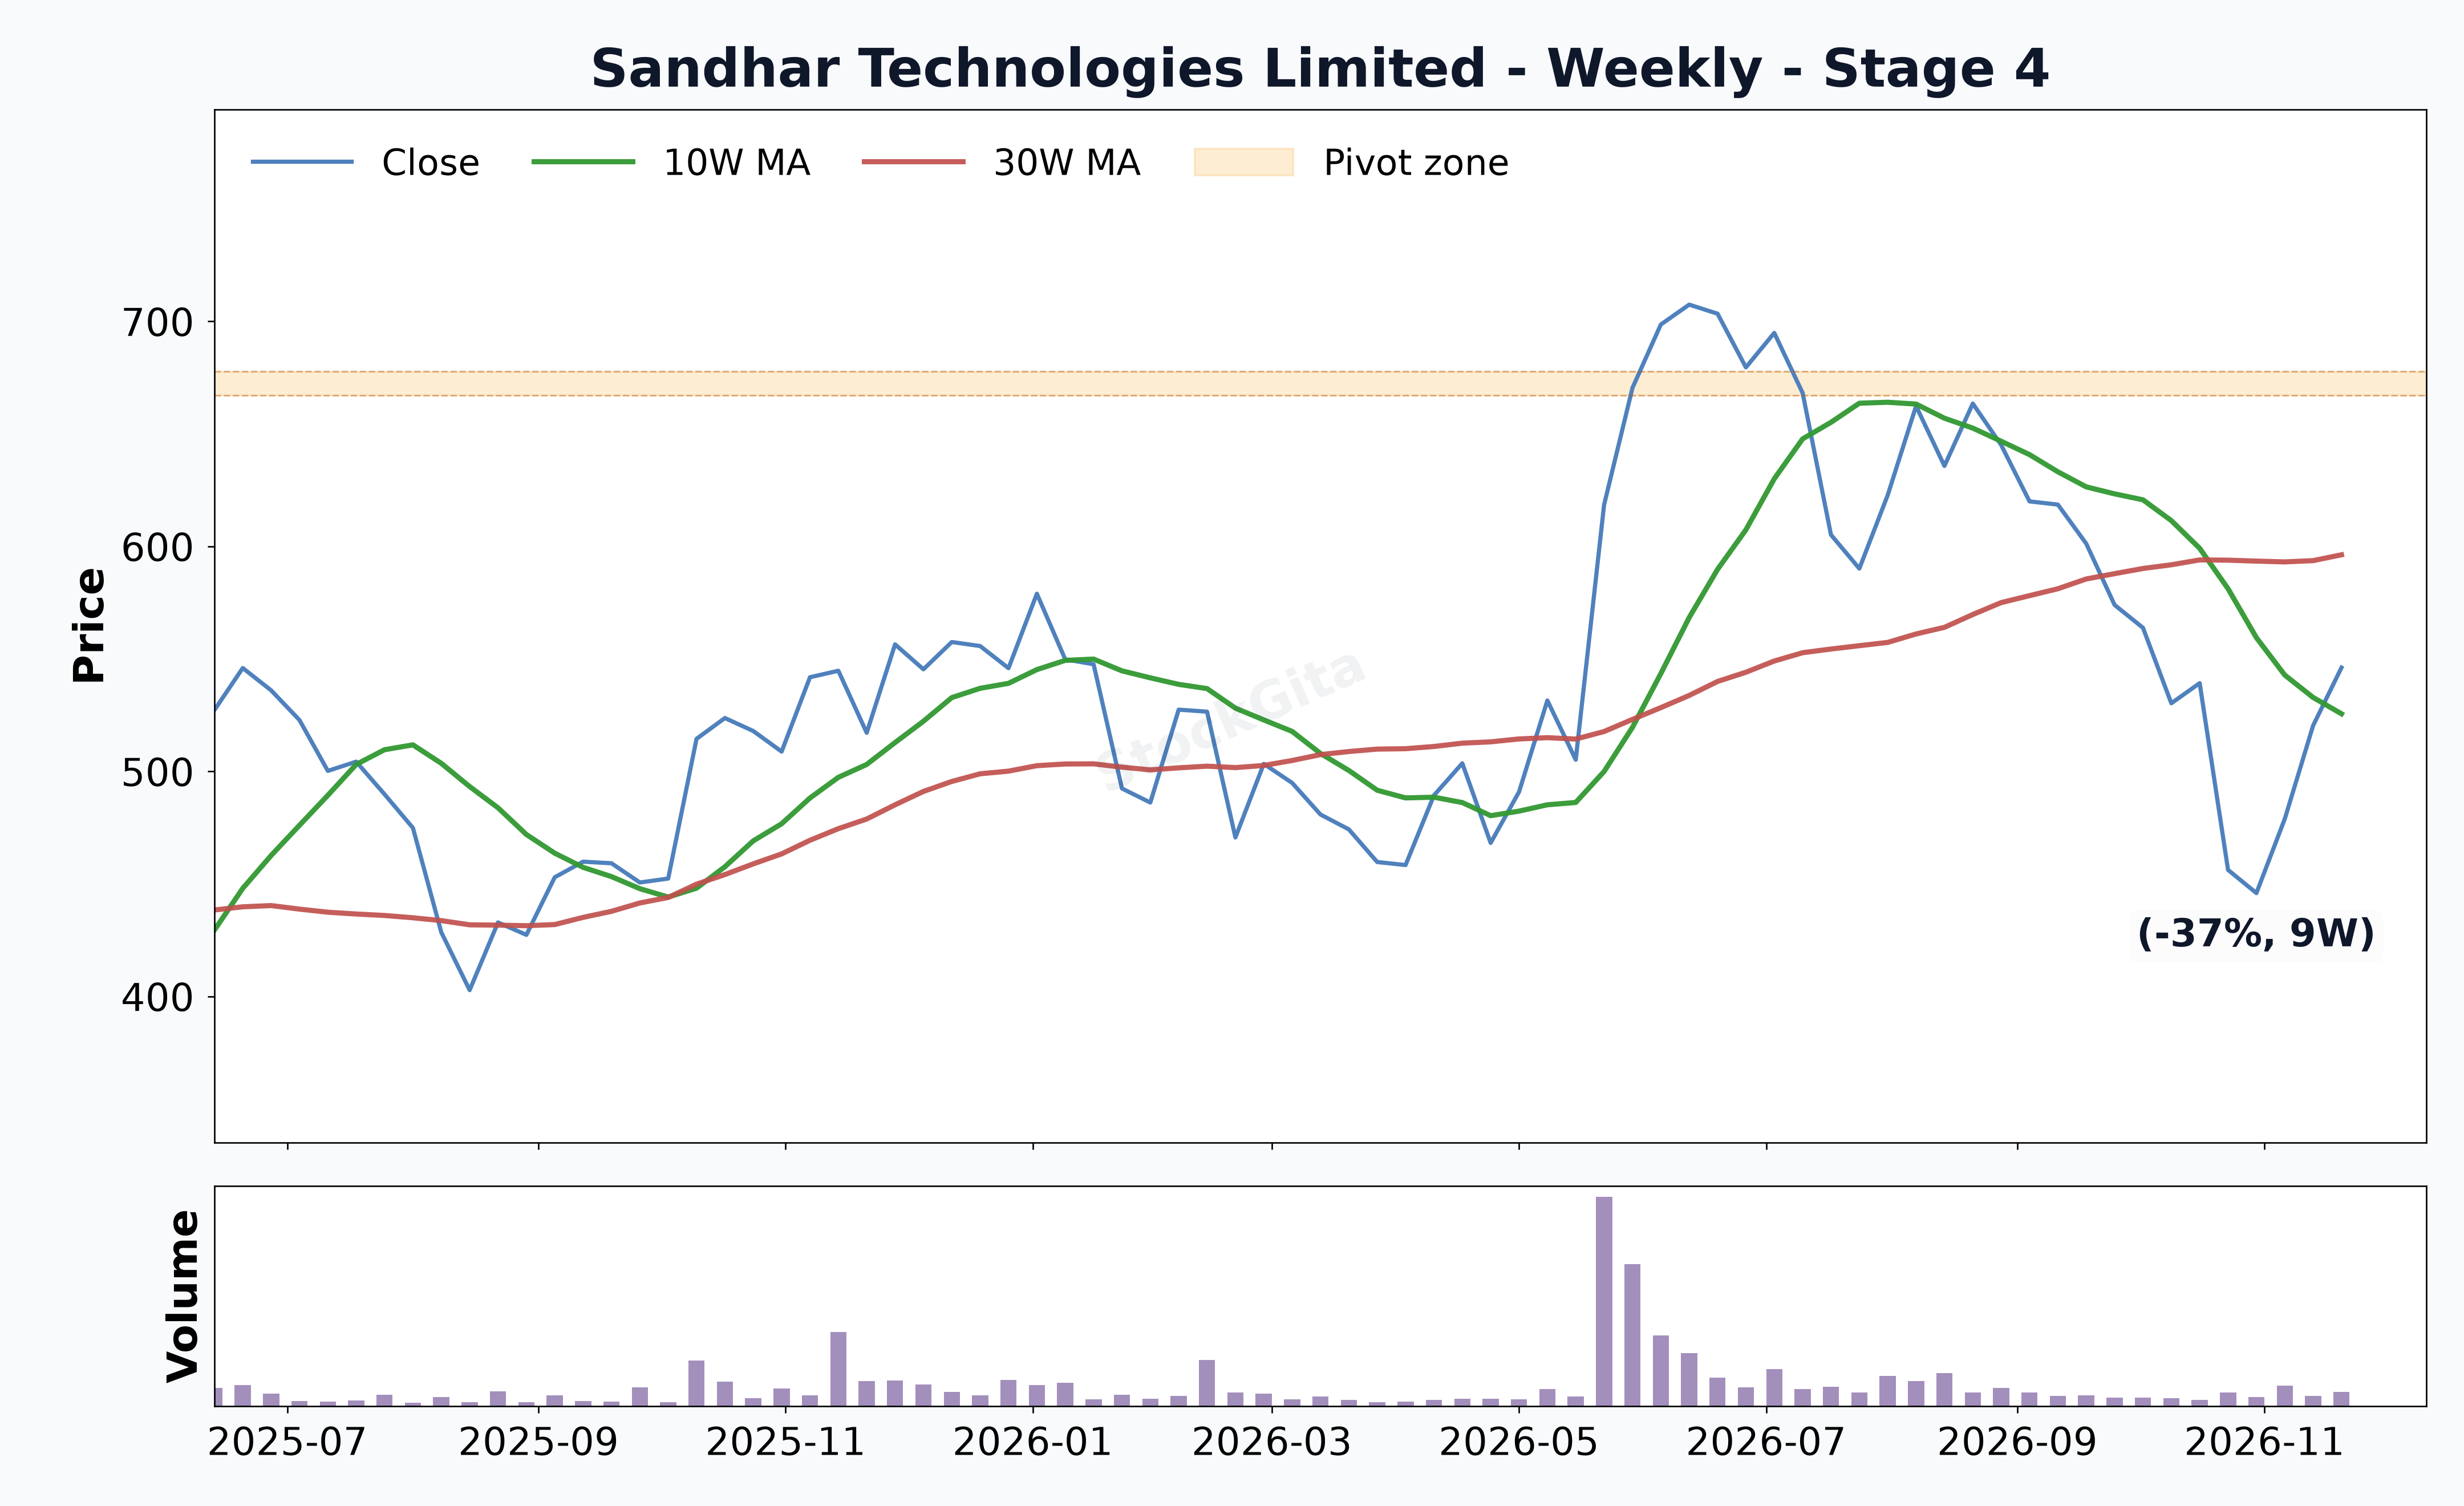 Sandhar Technologies Limited - Weekly - Stage 4
Close 10W MA 30W MA Pivot zone
Price
700
600
500
400
StockGita
(-37%, 9W)
Volume
2025-07 2025-09 2025-11 2026-01 2026-03 2026-05 2026-07 2026-09 2026-11